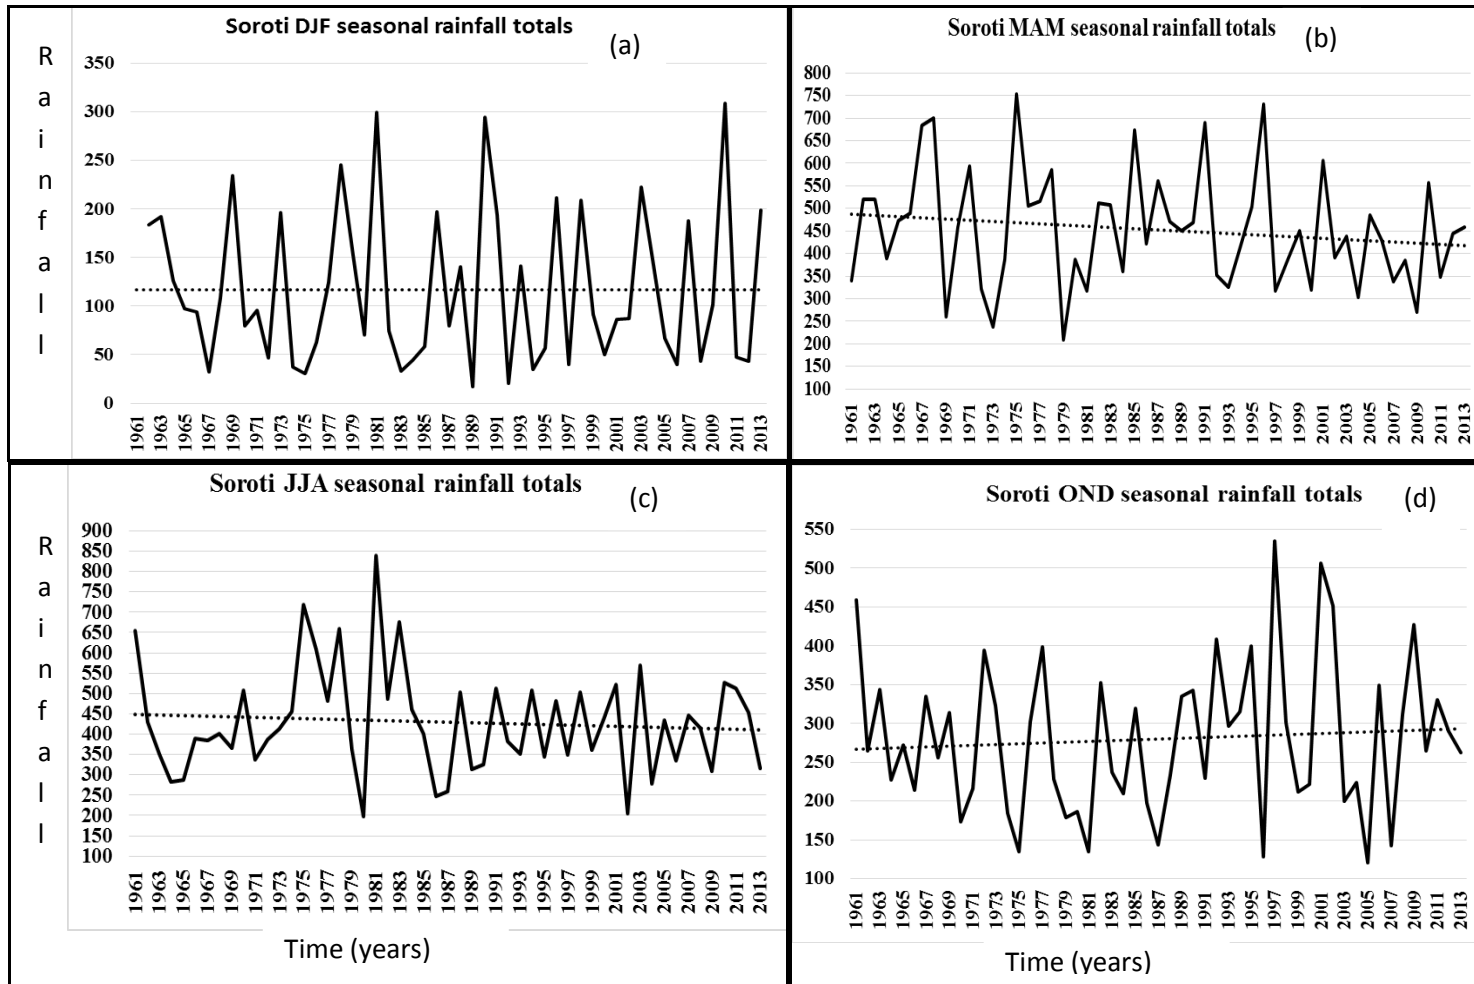 Soroti DJF seasonal rainfall totals
(a)
R
a
i
n
f
a
l
l
350
300
250
200
150
100
50
0
1961 1963 1965 1967 1969 1971 1973 1975 1977 1979 1981 1983 1985 1987 1989 1991 1993 1995 1997 1999 2001 2003 2005 2007 2009 2011 2013
Soroti MAM seasonal rainfall totals
(b)
800
750
700
650
600
550
500
450
400
350
300
250
200
150
100
1961 1963 1965 1967 1969 1971 1973 1975 1977 1979 1981 1983 1985 1987 1989 1991 1993 1995 1997 1999 2001 2003 2005 2007 2009 2011 2013
Soroti JJA seasonal rainfall totals
(c)
R
a
i
n
f
a
l
l
900
850
800
750
700
650
600
550
500
450
400
350
300
250
200
150
100
1961 1963 1965 1967 1969 1971 1973 1975 1977 1979 1981 1983 1985 1987 1989 1991 1993 1995 1997 1999 2001 2003 2005 2007 2009 2011 2013
Time (years)
Soroti OND seasonal rainfall totals
(d)
550
500
450
400
350
300
250
200
150
100
1961 1963 1965 1967 1969 1971 1973 1975 1977 1979 1981 1983 1985 1987 1989 1991 1993 1995 1997 1999 2001 2003 2005 2007 2009 2011 2013
Time (years)